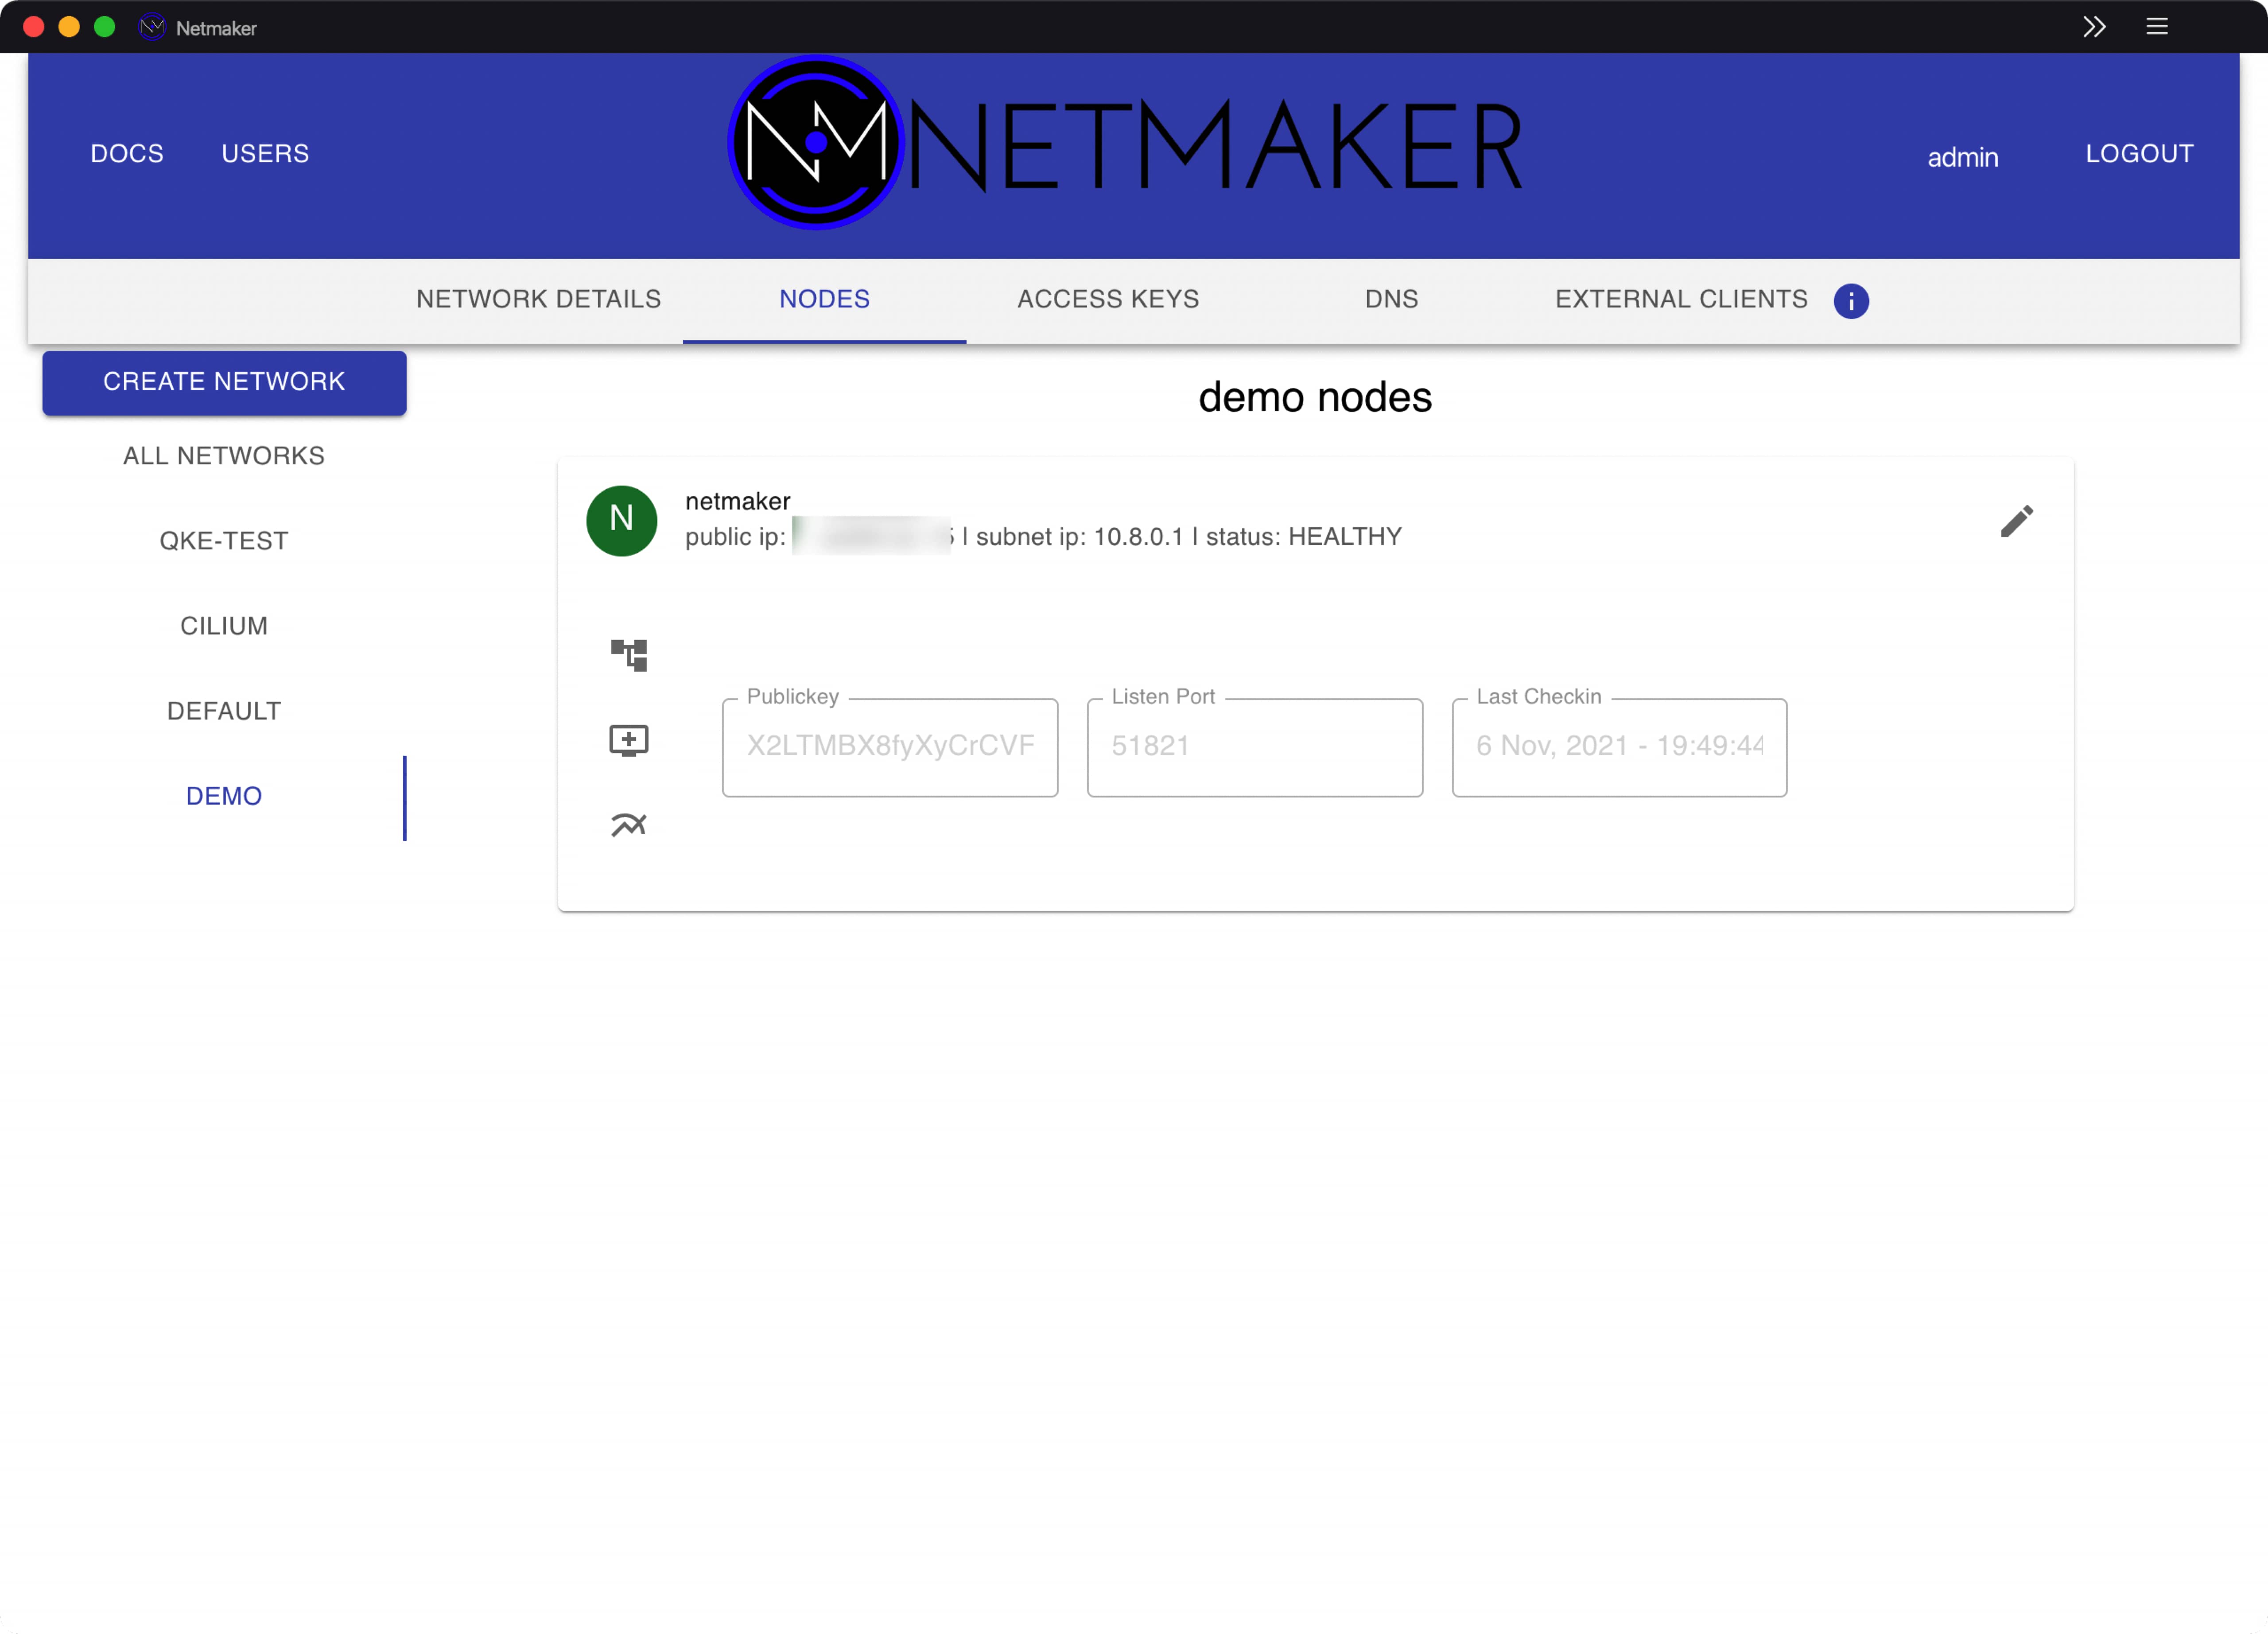 Netmaker
DOCS USERS NM NETMAKER admin LOGOUT
NETWORK DETAILS NODES ACCESS KEYS DNS EXTERNAL CLIENTS i
CREATE NETWORK
ALL NETWORKS
QKE-TEST
CILIUM
DEFAULT
DEMO
demo nodes
N
netmaker
public ip: | subnet ip: 10.8.0.1 | status: HEALTHY
Publickey Listen Port Last Checkin
X2LTMBX8fyXyCrCVF 51821 6 Nov, 2021 - 19:49:44